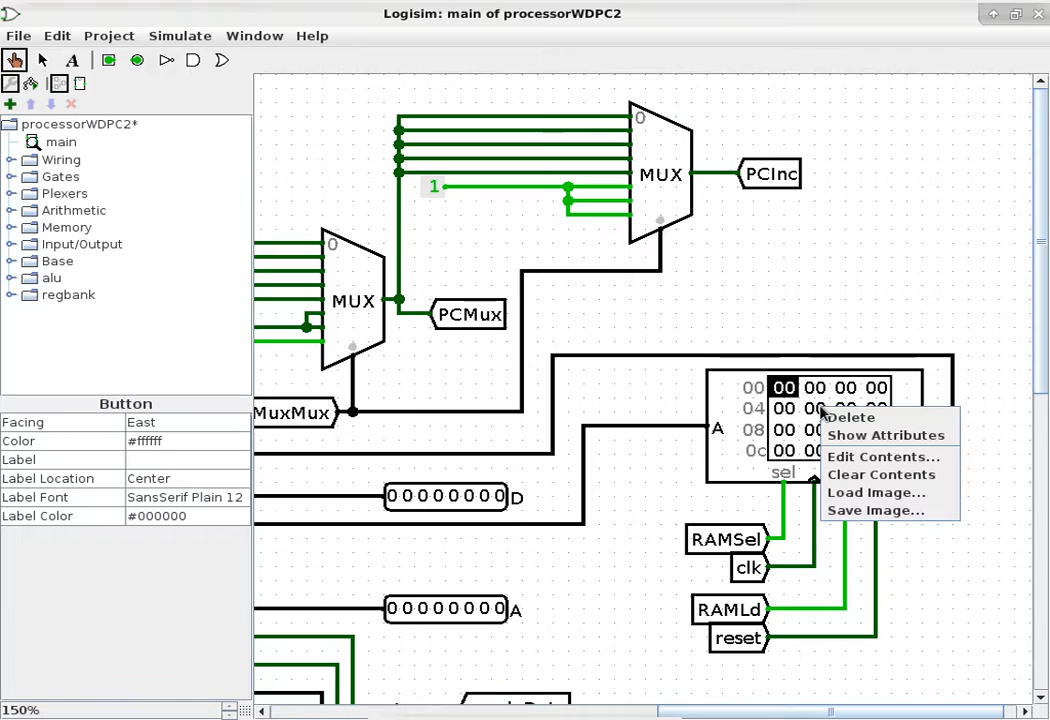 Logisim: main of processorWDPC2
File Edit Project Simulate Window Help
A
processorWDPC2*
main
Wiring
Gates
Plexers
Arithmetic
Memory
Input/Output
Base
alu
regbank
Button
Facing East
Color #ffffff
Label
Label Location Center
Label Font SansSerif Plain 12
Label Color #000000
150%
0
MUX
PCInc
1
0
MUX
PCMux
MuxMux
00 00 00 00 00
04 00
08 00
0c 00
A
sel
Delete
Show Attributes
Edit Contents...
Clear Contents
Load Image...
Save Image...
00000000 D
RAMSel
clk
00000000 A
RAMLd
reset